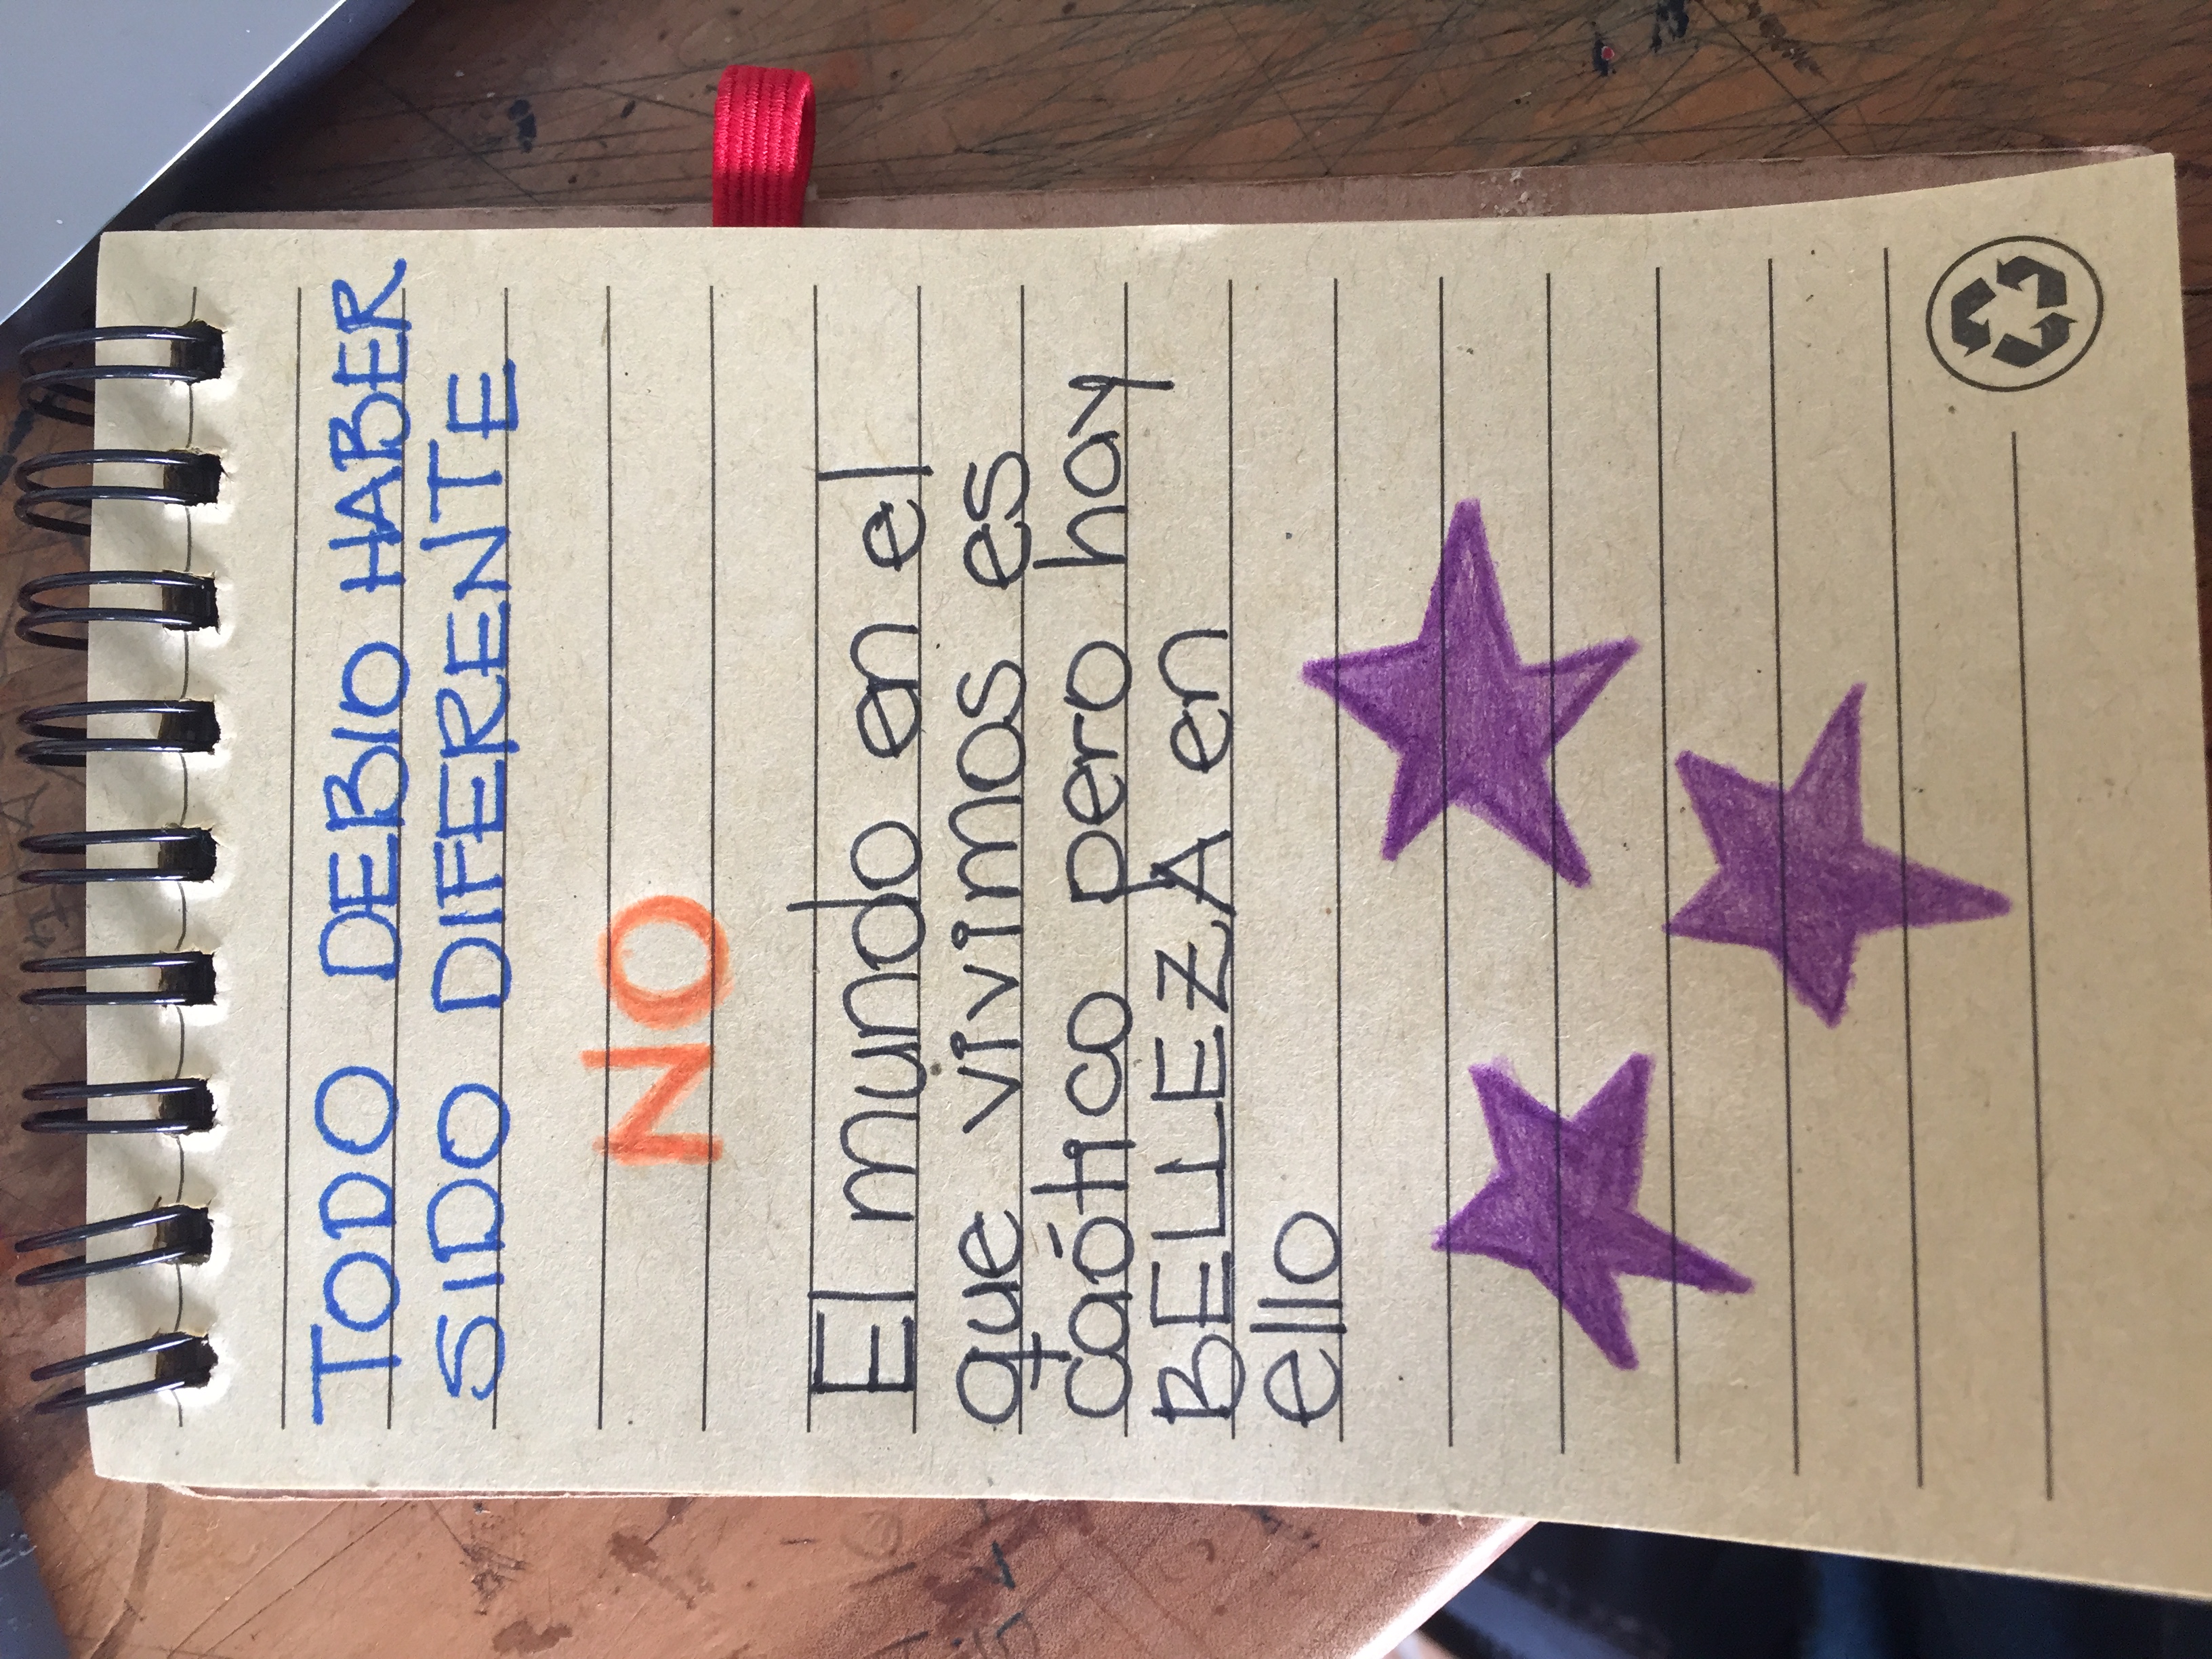 TODO DEBIO HABER
SIDO DIFERENTE
NO
El mundo en el
que vivimos es
caótico pero hay
BELLEZA en
ello